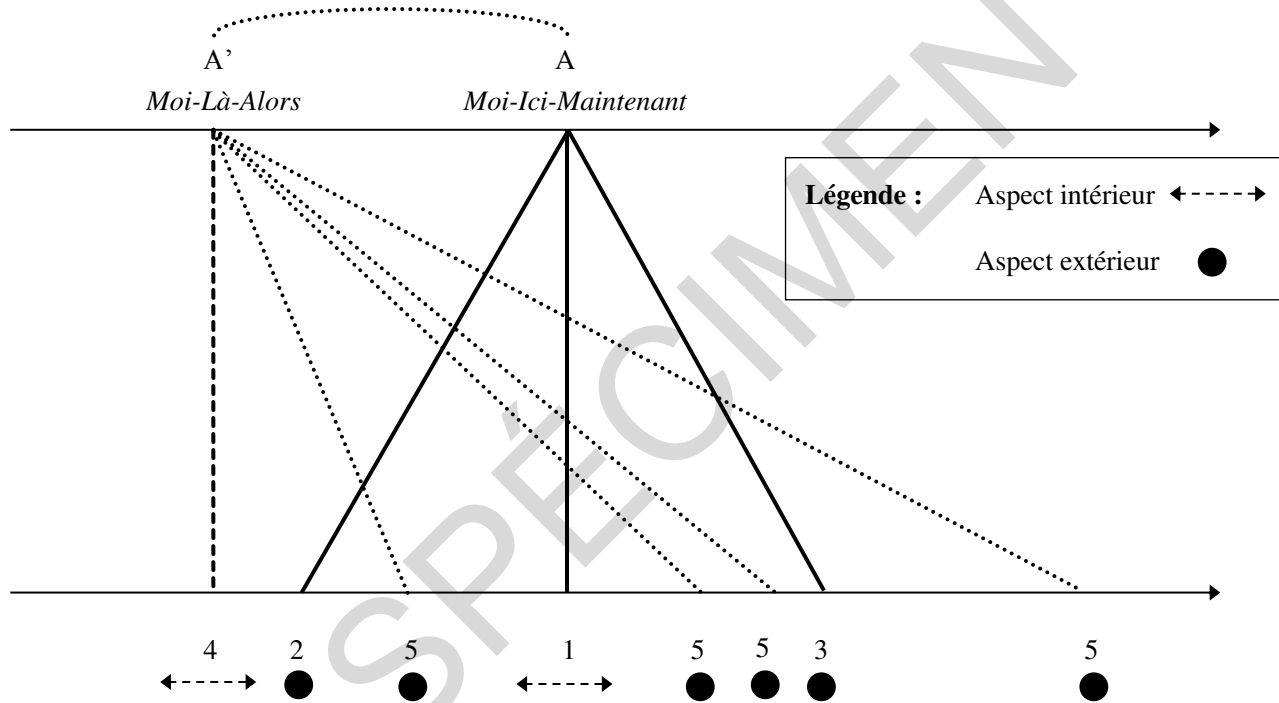 A’ A
Moi-Là-Alors Moi-Ici-Maintenant
Légende : Aspect intérieur
Aspect extérieur
SPÉCIMEN
4 2 5 1 5 5 3 5